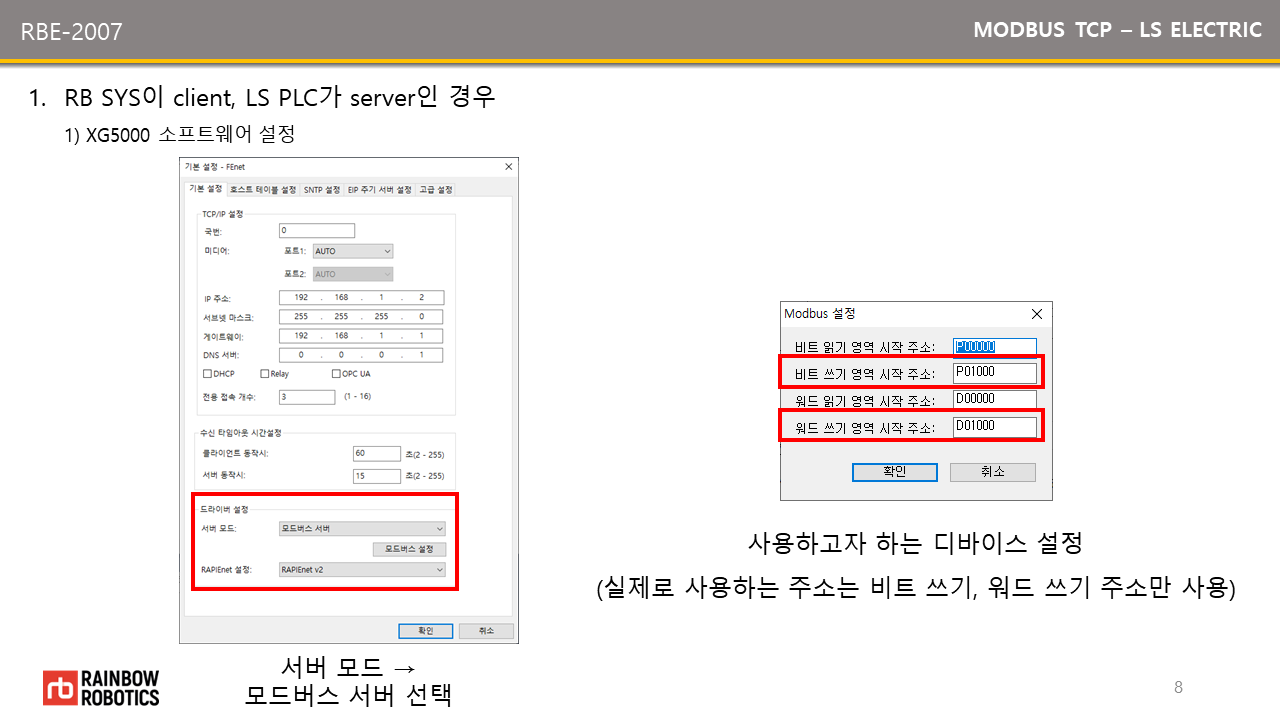 RBE-2007
MODBUS TCP – LS ELECTRIC
1. RB SYS이 client, LS PLC가 server인 경우
1) XG5000 소프트웨어 설정
기본 설정 - FEnet
기본 설정 호스트 테이블 설정 SNTP 설정 EIP 주기 서버 설정 고급 설정
TCP/IP 설정
국번: 0
미디어: 포트1: AUTO
포트2: AUTO
IP 주소: 192 . 168 . 1 . 2
서브넷 마스크: 255 . 255 . 255 . 0
게이트웨이: 192 . 168 . 1 . 1
DNS 서버: 0 . 0 . 0 . 1
DHCP Relay OPC UA
전용 접속 개수: 3 (1 - 16)
수신 타임아웃 시간설정
클라이언트 동작시: 60 초(2 - 255)
서버 동작시: 15 초(2 - 255)
드라이버 설정
서버 모드: 모드버스 서버
모드버스 설정
RAPIEnet 설정: RAPIEnet v2
확인 취소
서버 모드 →
모드버스 서버 선택
Modbus 설정
비트 읽기 영역 시작 주소: P00000
비트 쓰기 영역 시작 주소: P01000
워드 읽기 영역 시작 주소: D00000
워드 쓰기 영역 시작 주소: D01000
확인 취소
사용하고자 하는 디바이스 설정
(실제로 사용하는 주소는 비트 쓰기, 워드 쓰기 주소만 사용)
rb RAINBOW
ROBOTICS
8